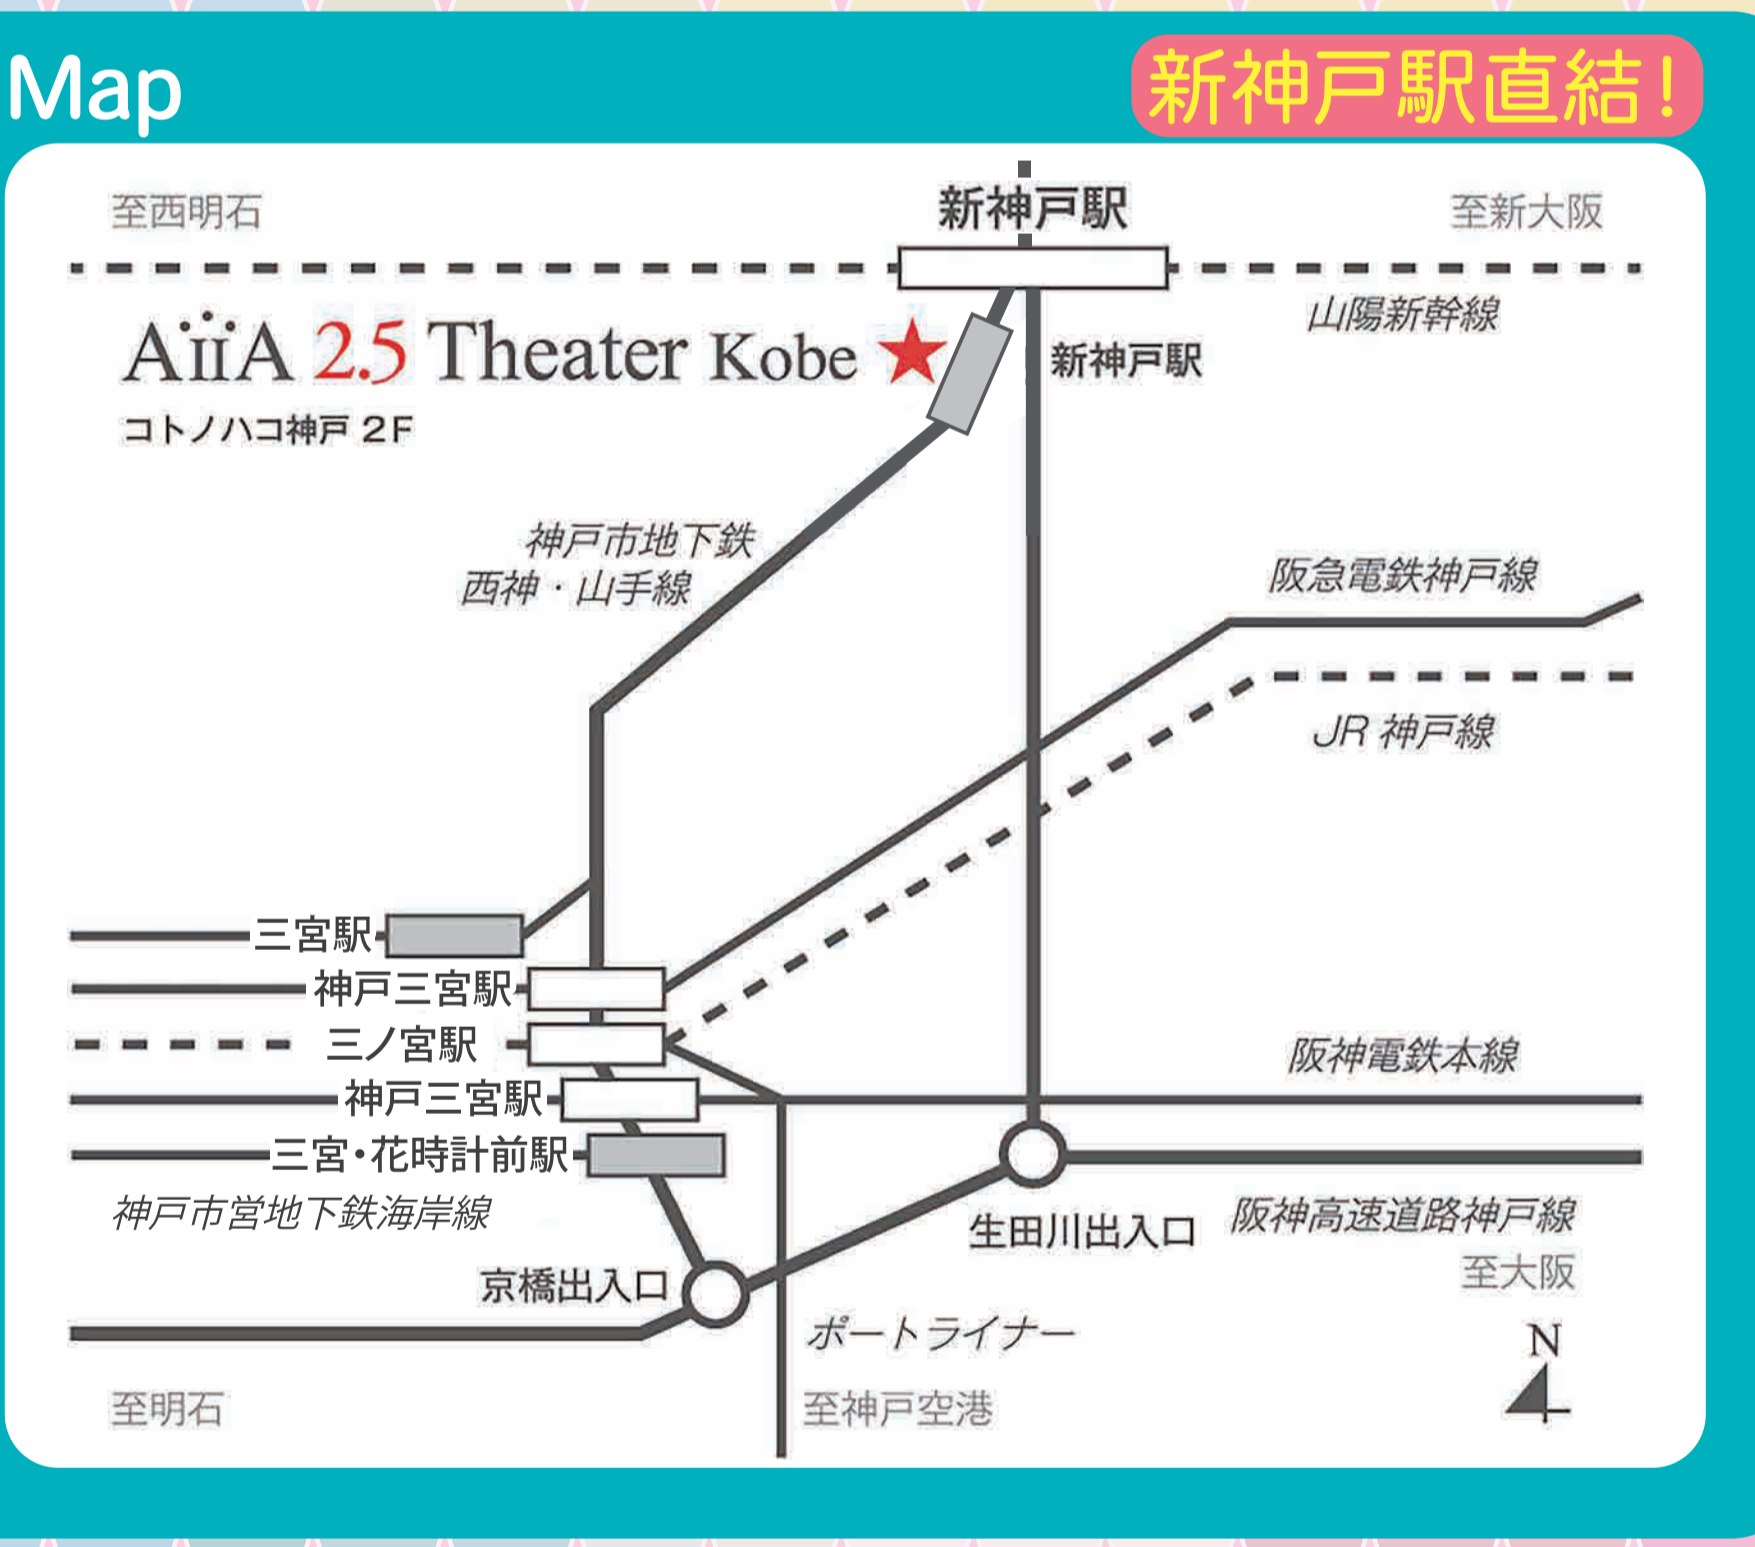 Map
新神戸駅直結!
至西明石
新神戸駅
至新大阪
山陽新幹線
AiiA 2.5 Theater Kobe
新神戸駅
コトノハコ神戸 2F
神戸市地下鉄
西神・山手線
阪急電鉄神戸線
JR 神戸線
三宮駅
神戸三宮駅
三ノ宮駅
阪神電鉄本線
神戸三宮駅
三宮・花時計前駅
神戸市営地下鉄海岸線
生田川出入口
阪神高速道路神戸線
至大阪
京橋出入口
ポートライナー
N
至明石
至神戸空港